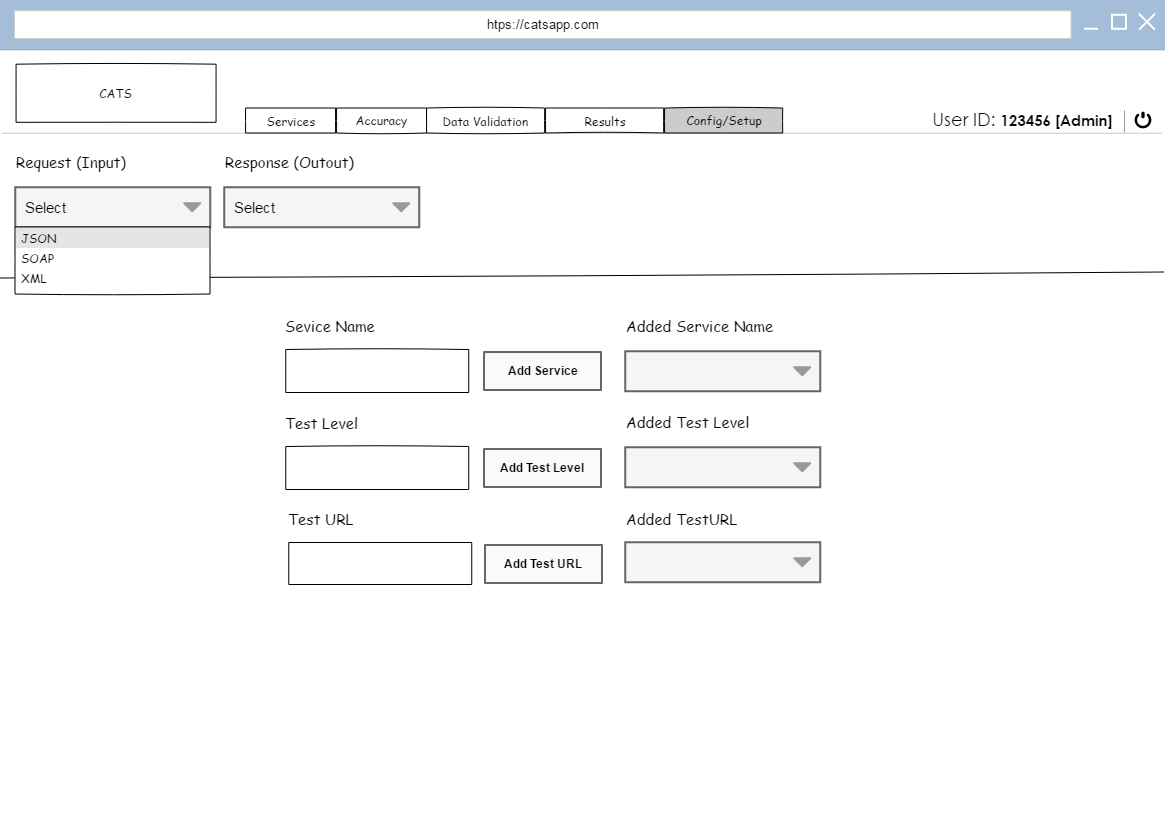 htps://catsapp.com
CATS
Services Accuracy Data Validation Results Config/Setup
User ID: 123456 [Admin]
Request (Input) Response (Outout)
Select Select
JSON
SOAP
XML
Sevice Name Added Service Name
Add Service
Test Level Added Test Level
Add Test Level
Test URL Added TestURL
Add Test URL